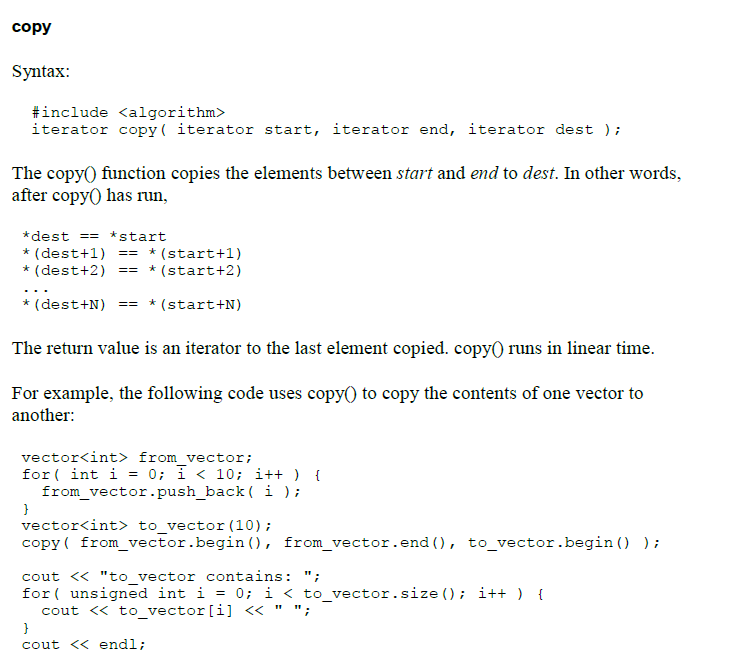 copy
Syntax:
#include <algorithm>
iterator copy( iterator start, iterator end, iterator dest );
The copy() function copies the elements between start and end to dest. In other words,
after copy() has run,
*dest == *start
*(dest+1) == *(start+1)
*(dest+2) == *(start+2)
...
*(dest+N) == *(start+N)
The return value is an iterator to the last element copied. copy() runs in linear time.
For example, the following code uses copy() to copy the contents of one vector to
another:
vector<int> from_vector;
for( int i = 0; i < 10; i++ ) {
  from_vector.push_back( i );
}
vector<int> to_vector(10);
copy( from_vector.begin(), from_vector.end(), to_vector.begin() );
cout << "to_vector contains: ";
for( unsigned int i = 0; i < to_vector.size(); i++ ) {
  cout << to_vector[i] << " ";
}
cout << endl;